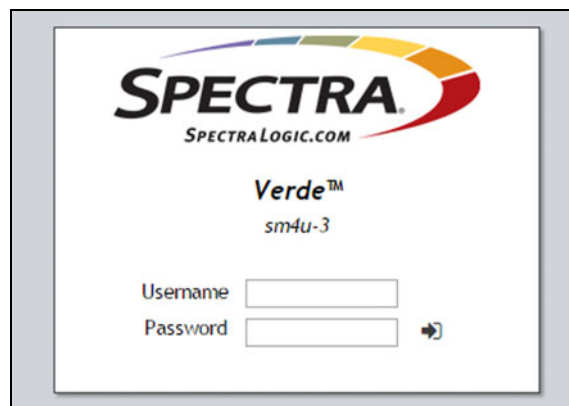 SPECTRA.
SPECTRALOGIC.COM
Verde™
sm4u-3
Username
Password